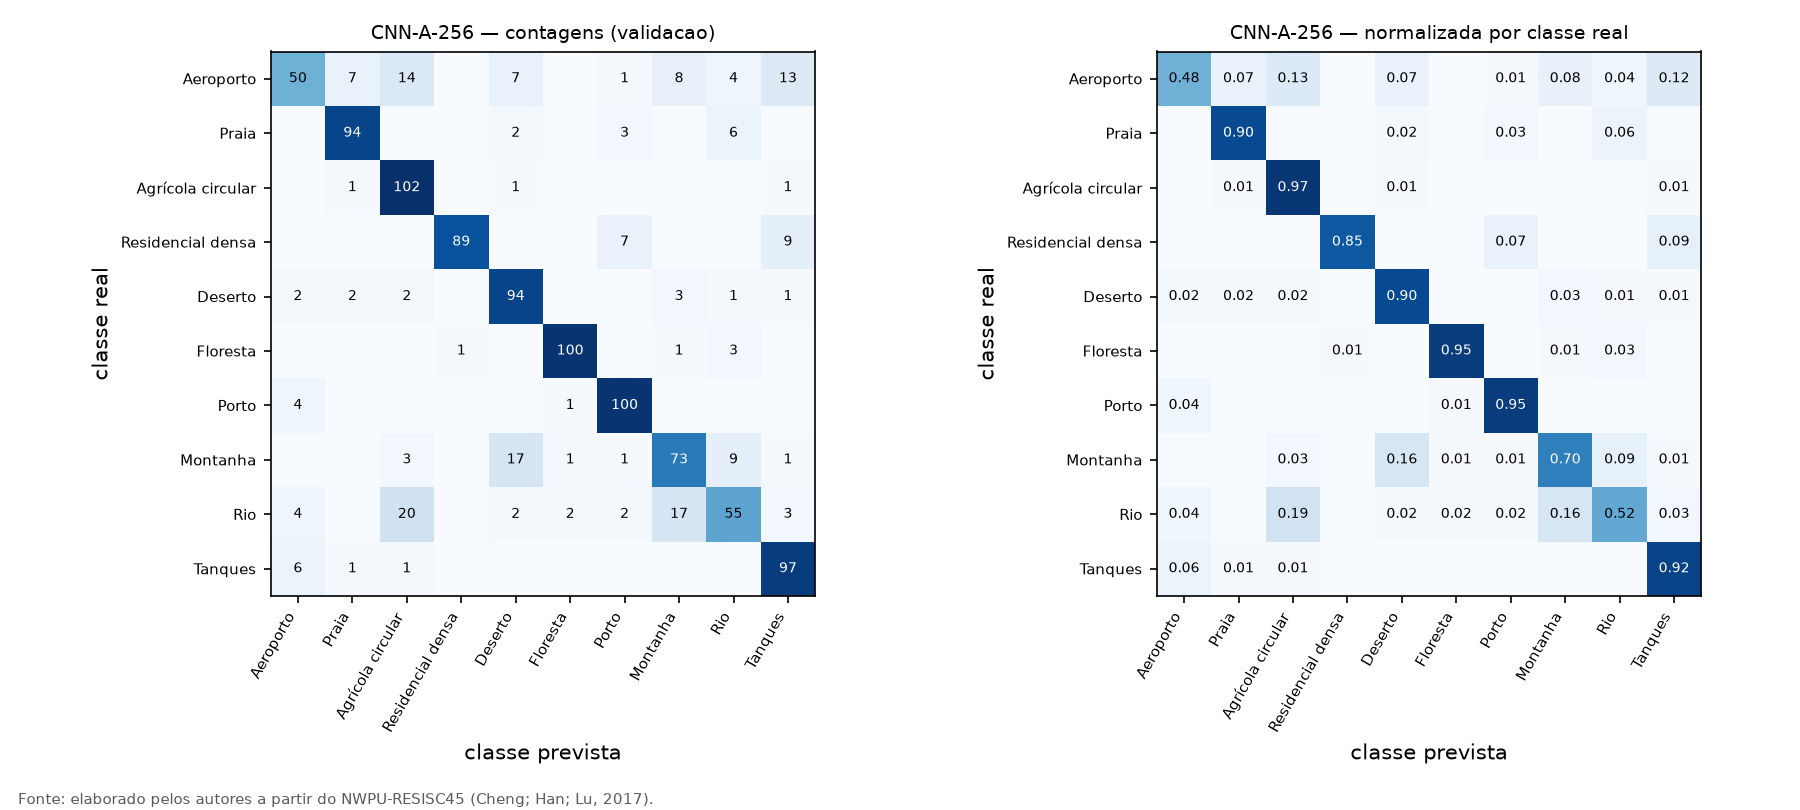 CNN-A-256 — contagens (validacao)
Aeroporto 50 7 14 7 1 8 4 13
Praia 94 2 3 6
Agrícola circular 1 102 1 1
Residencial densa 89 7 9
Deserto 2 2 2 94 3 1 1
Floresta 1 100 1 3
Porto 4 1 100
Montanha 3 17 1 1 73 9 1
Rio 4 20 2 2 2 17 55 3
Tanques 6 1 1 97
classe real
Aeroporto
Praia
Agrícola circular
Residencial densa
Deserto
Floresta
Porto
Montanha
Rio
Tanques
classe prevista
CNN-A-256 — normalizada por classe real
Aeroporto 0.48 0.07 0.13 0.07 0.01 0.08 0.04 0.12
Praia 0.90 0.02 0.03 0.06
Agrícola circular 0.01 0.97 0.01 0.01
Residencial densa 0.85 0.07 0.09
Deserto 0.02 0.02 0.02 0.90 0.03 0.01 0.01
Floresta 0.01 0.95 0.01 0.03
Porto 0.04 0.01 0.95
Montanha 0.03 0.16 0.01 0.01 0.70 0.09 0.01
Rio 0.04 0.19 0.02 0.02 0.02 0.16 0.52 0.03
Tanques 0.06 0.01 0.01 0.92
classe real
Aeroporto
Praia
Agrícola circular
Residencial densa
Deserto
Floresta
Porto
Montanha
Rio
Tanques
classe prevista
Fonte: elaborado pelos autores a partir do NWPU-RESISC45 (Cheng; Han; Lu, 2017).